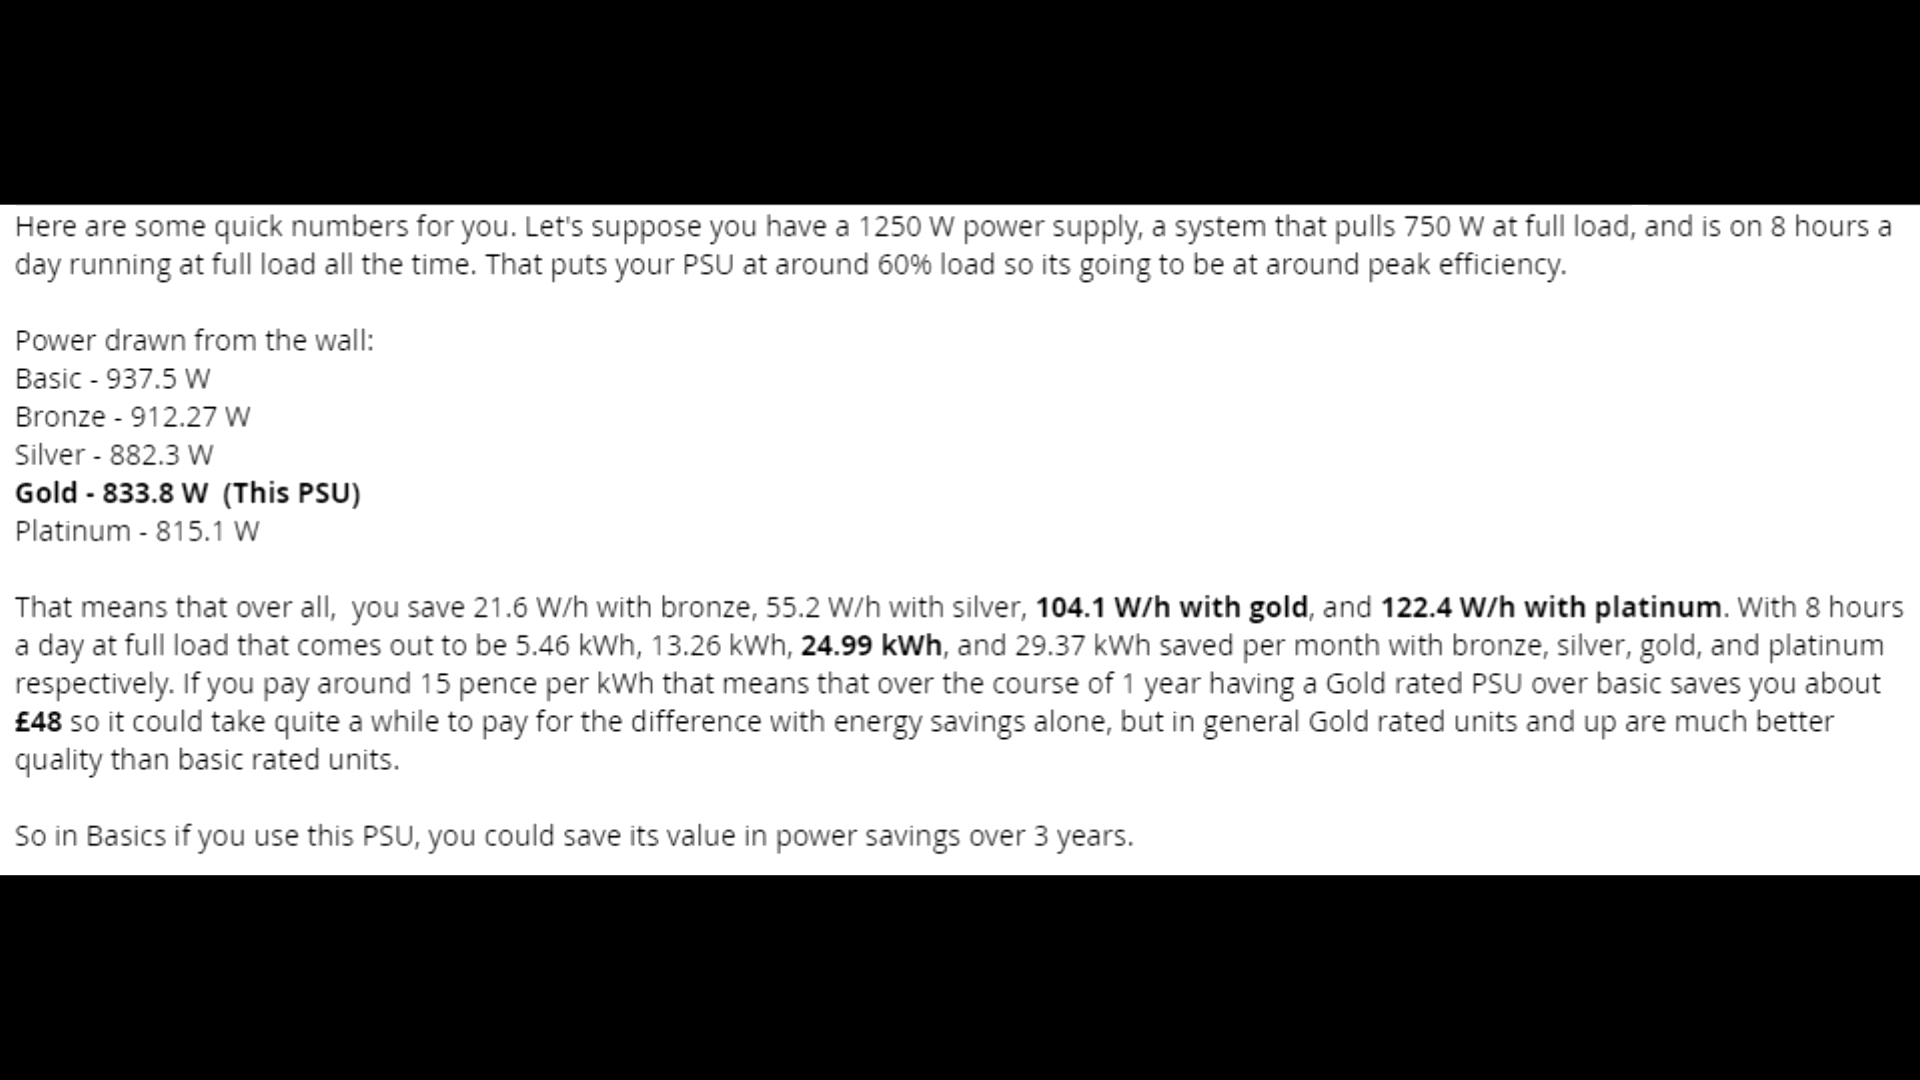 Here are some quick numbers for you. Let's suppose you have a 1250 W power supply, a system that pulls 750 W at full load, and is on 8 hours a
day running at full load all the time. That puts your PSU at around 60% load so its going to be at around peak efficiency.
Power drawn from the wall:
Basic - 937.5 W
Bronze - 912.27 W
Silver - 882.3 W
Gold - 833.8 W (This PSU)
Platinum - 815.1 W
That means that over all, you save 21.6 W/h with bronze, 55.2 W/h with silver, 104.1 W/h with gold, and 122.4 W/h with platinum. With 8 hours
a day at full load that comes out to be 5.46 kWh, 13.26 kWh, 24.99 kWh, and 29.37 kWh saved per month with bronze, silver, gold, and platinum
respectively. If you pay around 15 pence per kWh that means that over the course of 1 year having a Gold rated PSU over basic saves you about
£48 so it could take quite a while to pay for the difference with energy savings alone, but in general Gold rated units and up are much better
quality than basic rated units.
So in Basics if you use this PSU, you could save its value in power savings over 3 years.